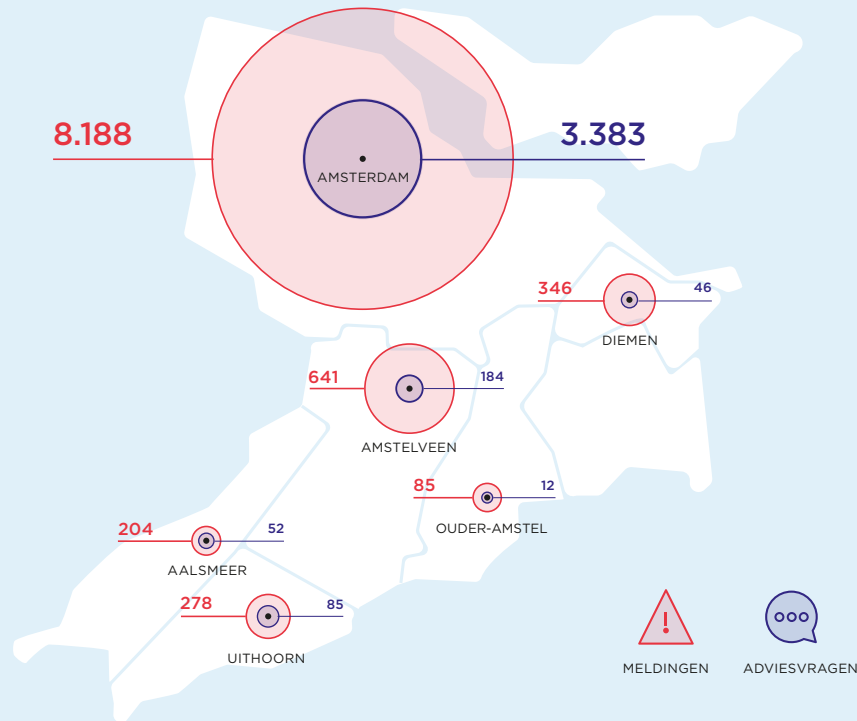 8.188
3.383
AMSTERDAM
346
46
DIEMEN
641
184
AMSTELVEEN
85
12
OUDER-AMSTEL
204
52
AALSMEER
278
85
UITHOORN
MELDINGEN
ADVIESVRAGEN